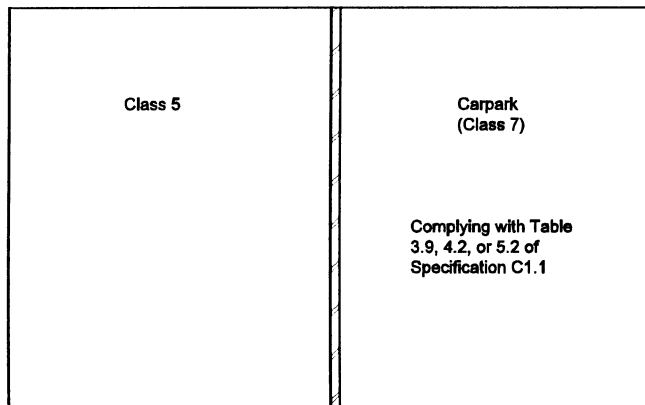 Class 5
Carpark
(Class 7)
Complying with Table
3.9, 4.2, or 5.2 of
Specification C1.1